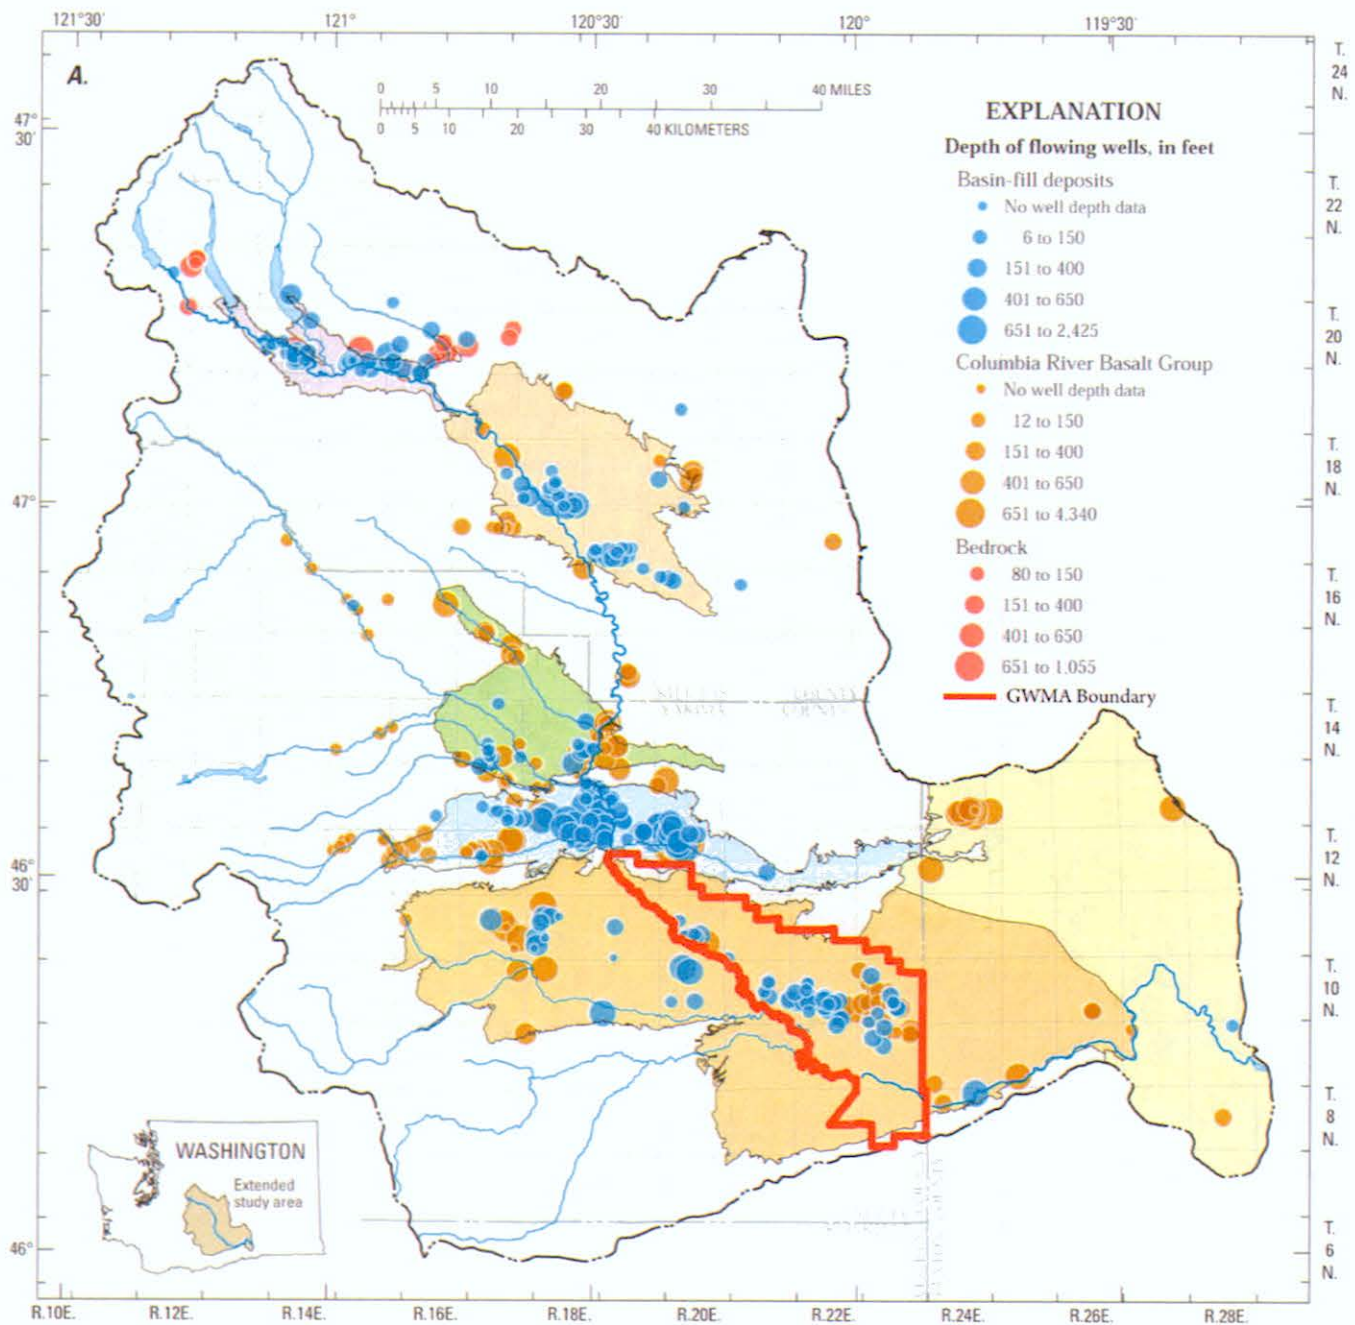 121°30' 121° 120°30' 120° 119°30'
A.
0 5 10 20 30 40 MILES
0 5 10 20 30 40 KILOMETERS
EXPLANATION
Depth of flowing wells, in feet
Basin-fill deposits
No well depth data
6 to 150
151 to 400
401 to 650
651 to 2,425
Columbia River Basalt Group
No well depth data
12 to 150
151 to 400
401 to 650
651 to 4,340
Bedrock
80 to 150
151 to 400
401 to 650
651 to 1,055
GWMA Boundary
T.
24
N.
T.
22
N.
T.
20
N.
T.
18
N.
T.
16
N.
T.
14
N.
T.
12
N.
T.
10
N.
T.
8
N.
T.
6
N.
47°
30'
47°
46°
30'
46°
WASHINGTON
Extended
study area
R.10E. R.12E. R.14E. R.16E. R.18E. R.20E. R.22E. R.24E. R.26E. R.28E.